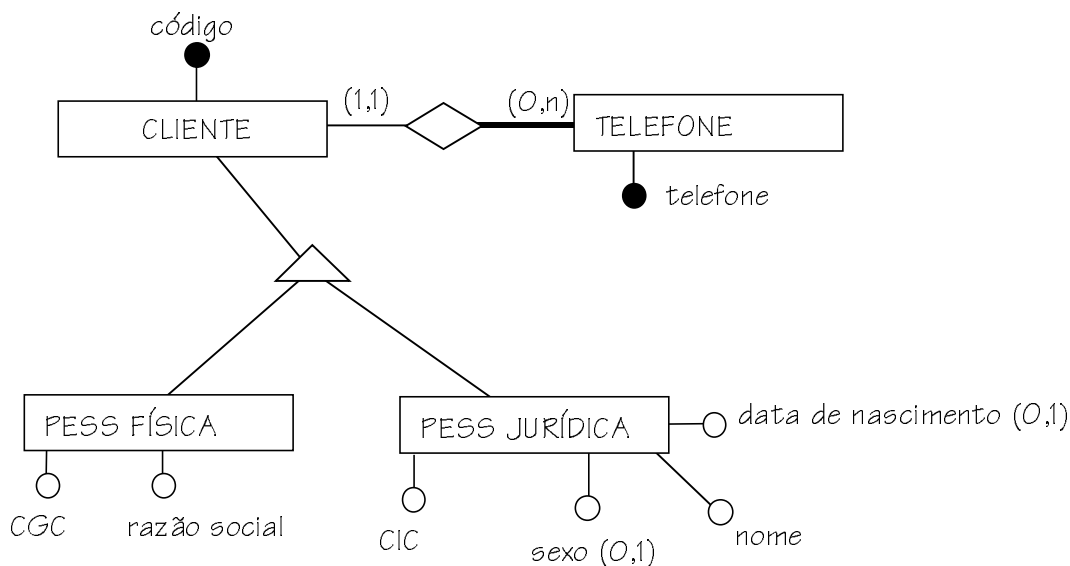 código
(1,1)
(0,n)
CLIENTE
TELEFONE
telefone
PESS FÍSICA
PESS JURÍDICA
data de nascimento (0,1)
CGC
razão social
CIC
sexo (0,1)
nome